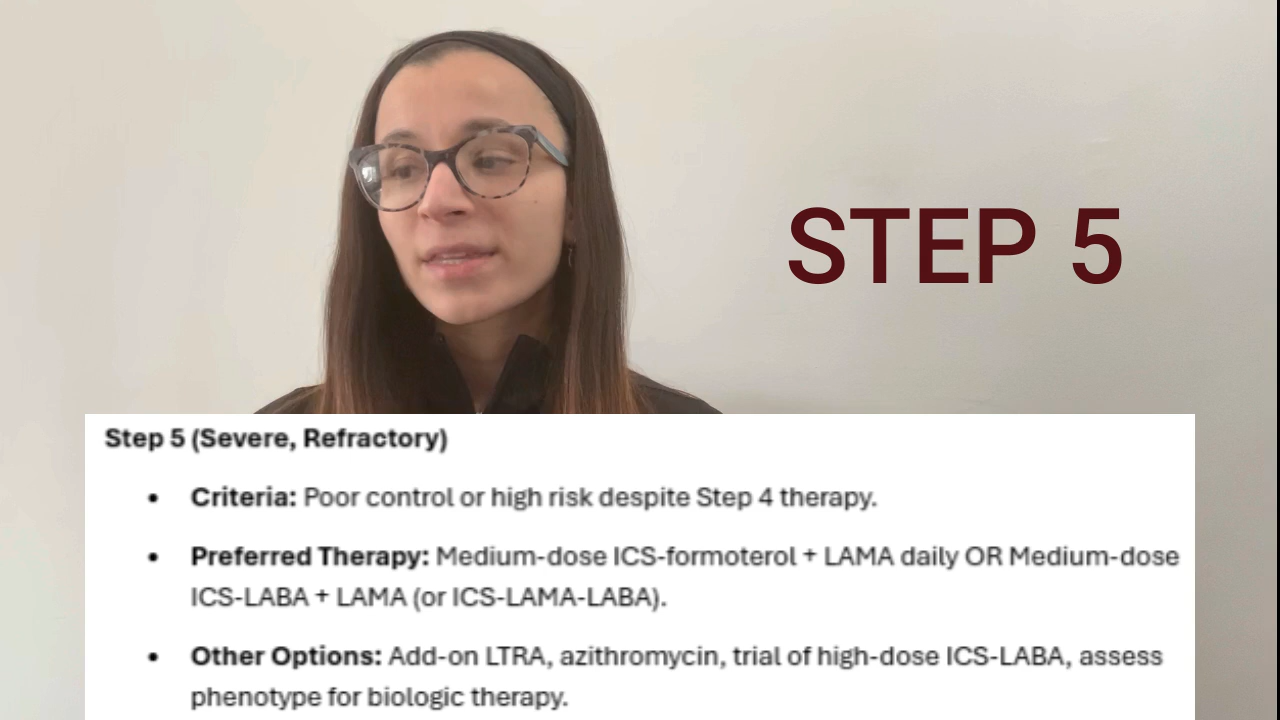 STEP 5
Step 5 (Severe, Refractory)
• Criteria: Poor control or high risk despite Step 4 therapy.
• Preferred Therapy: Medium-dose ICS-formoterol + LAMA daily OR Medium-dose
ICS-LABA + LAMA (or ICS-LAMA-LABA).
• Other Options: Add-on LTRA, azithromycin, trial of high-dose ICS-LABA, assess
phenotype for biologic therapy.